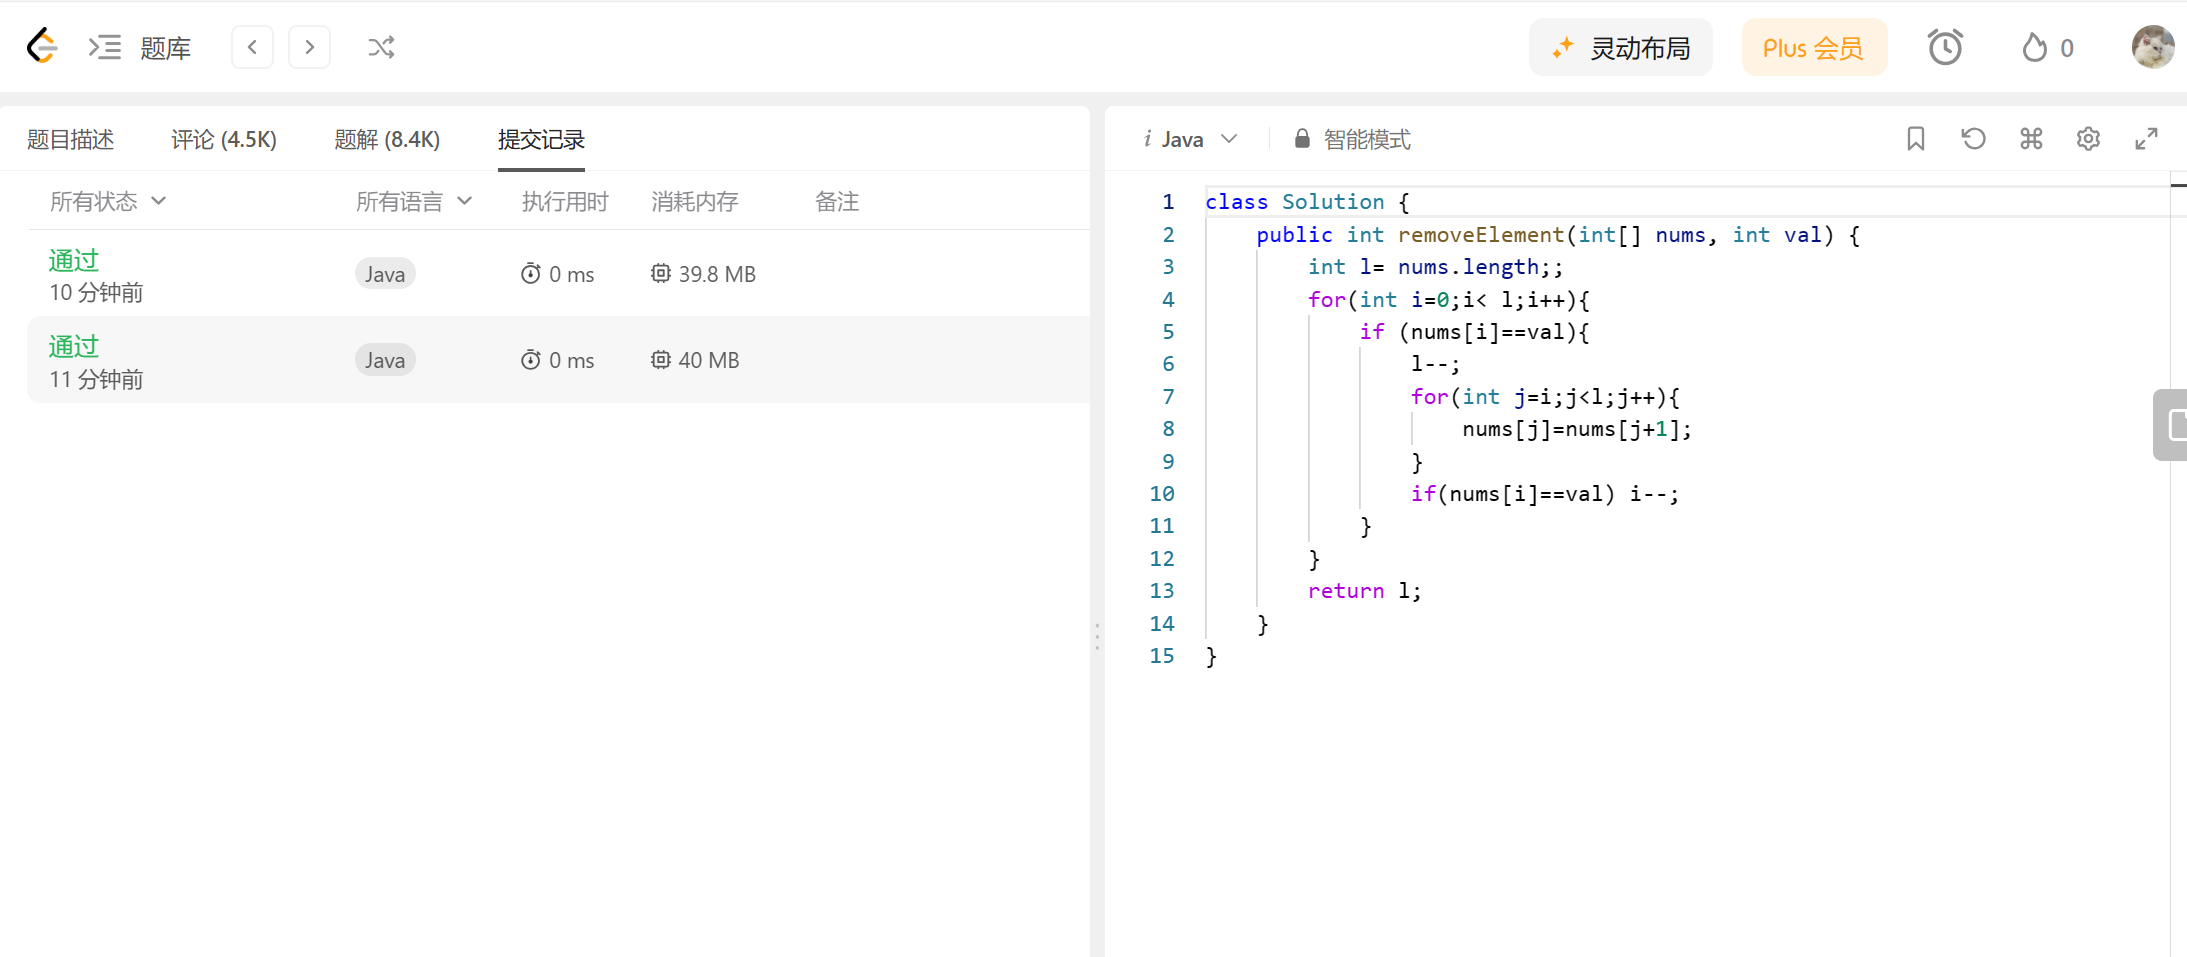 题库 灵动布局 Plus 会员 0
题目描述 评论 (4.5K) 题解 (8.4K) 提交记录
所有状态 所有语言 执行用时 消耗内存 备注
通过
10 分钟前 Java 0 ms 39.8 MB
通过
11 分钟前 Java 0 ms 40 MB
i Java 智能模式
1 class Solution {
2     public int removeElement(int[] nums, int val) {
3         int l= nums.length;;
4         for(int i=0;i< l;i++){
5             if (nums[i]==val){
6                 l--;
7                 for(int j=i;j<l;j++){
8                     nums[j]=nums[j+1];
9                 }
10                 if(nums[i]==val) i--;
11             }
12         }
13         return l;
14     }
15 }